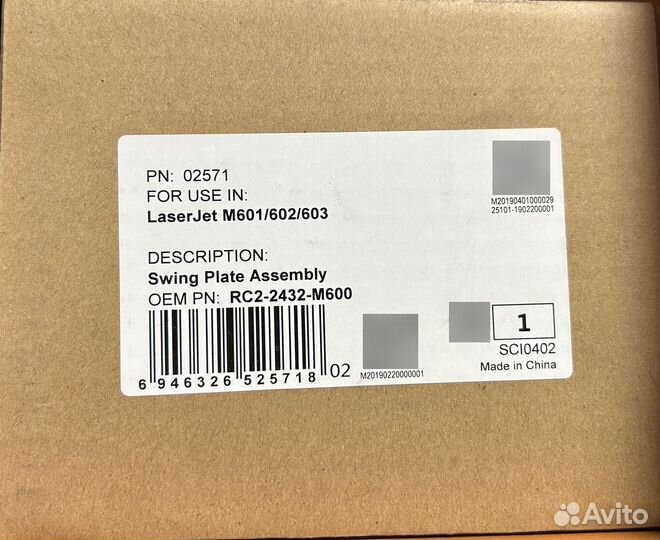 PN: 02571
FOR USE IN:
LaserJet M601/602/603
M20190401000029
25101-1902200001
DESCRIPTION:
Swing Plate Assembly
OEM PN: RC2-2432-M600
1
SCI0402
Made in China
6 946326 525718 02
M20190220000001
Avito